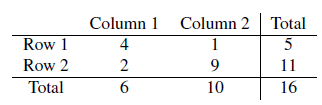 Column 1 Column 2 Total
Row 1 4 1 5
Row 2 2 9 11
Total 6 10 16